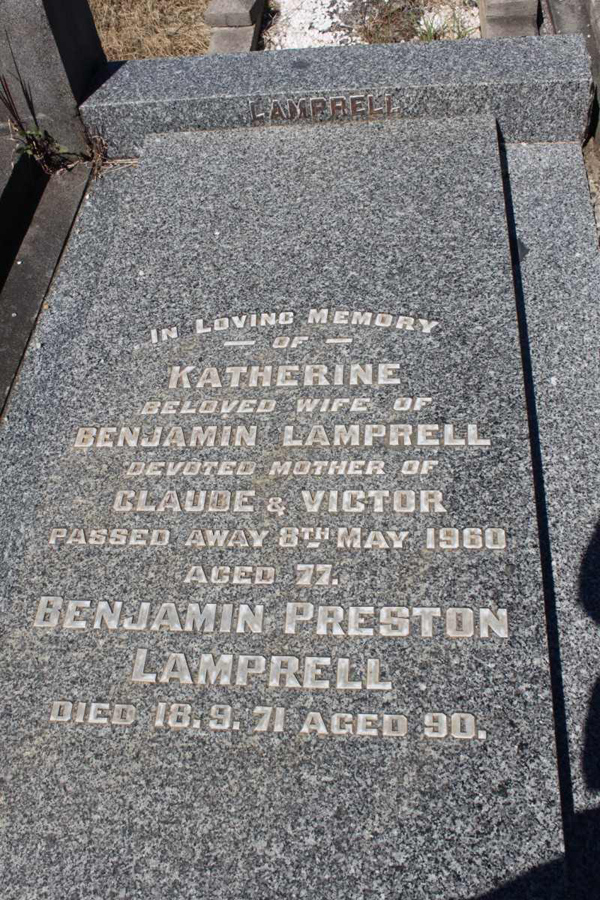 LAMPRELL
IN LOVING MEMORY
— OF —
KATHERINE
BELOVED WIFE OF
BENJAMIN LAMPRELL
DEVOTED MOTHER OF
CLAUDE & VICTOR
PASSED AWAY 8TH MAY 1960
AGED 77.
BENJAMIN PRESTON
LAMPRELL
DIED 18.9.71 AGED 90.